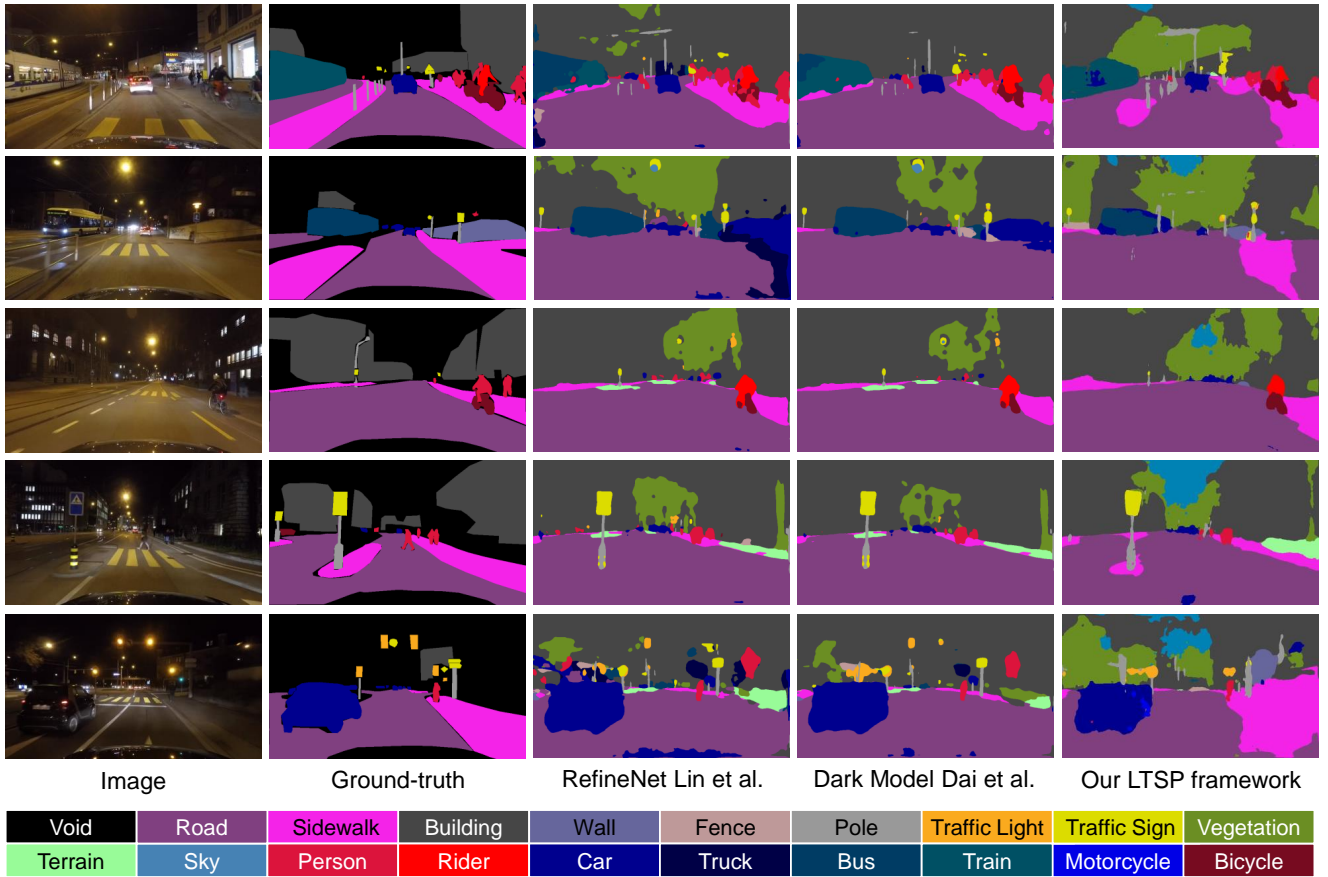 Image Ground-truth RefineNet Lin et al. Dark Model Dai et al. Our LTSP framework
Void Road Sidewalk Building Wall Fence Pole Traffic Light Traffic Sign Vegetation
Terrain Sky Person Rider Car Truck Bus Train Motorcycle Bicycle